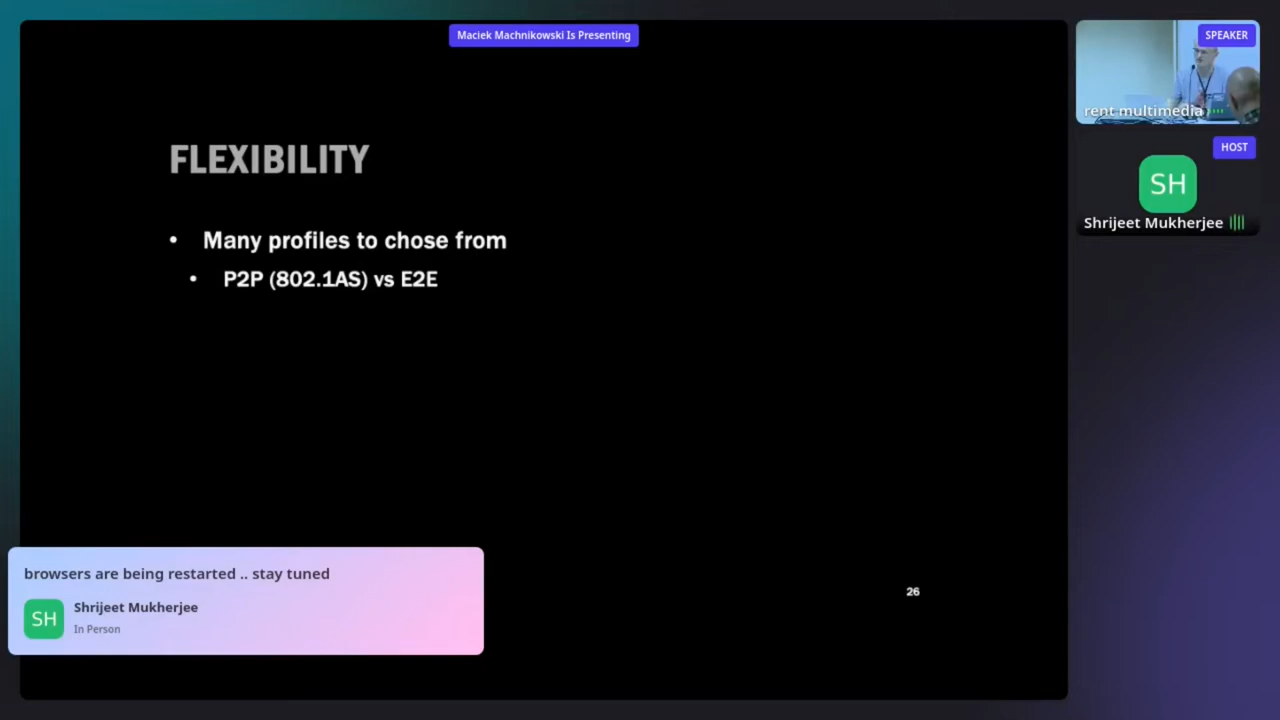 Maciek Machnikowski Is Presenting
SPEAKER
rent multimedia
HOST
SH
Shrijeet Mukherjee
FLEXIBILITY
• Many profiles to chose from
• P2P (802.1AS) vs E2E
26
browsers are being restarted .. stay tuned
SH
Shrijeet Mukherjee
In Person